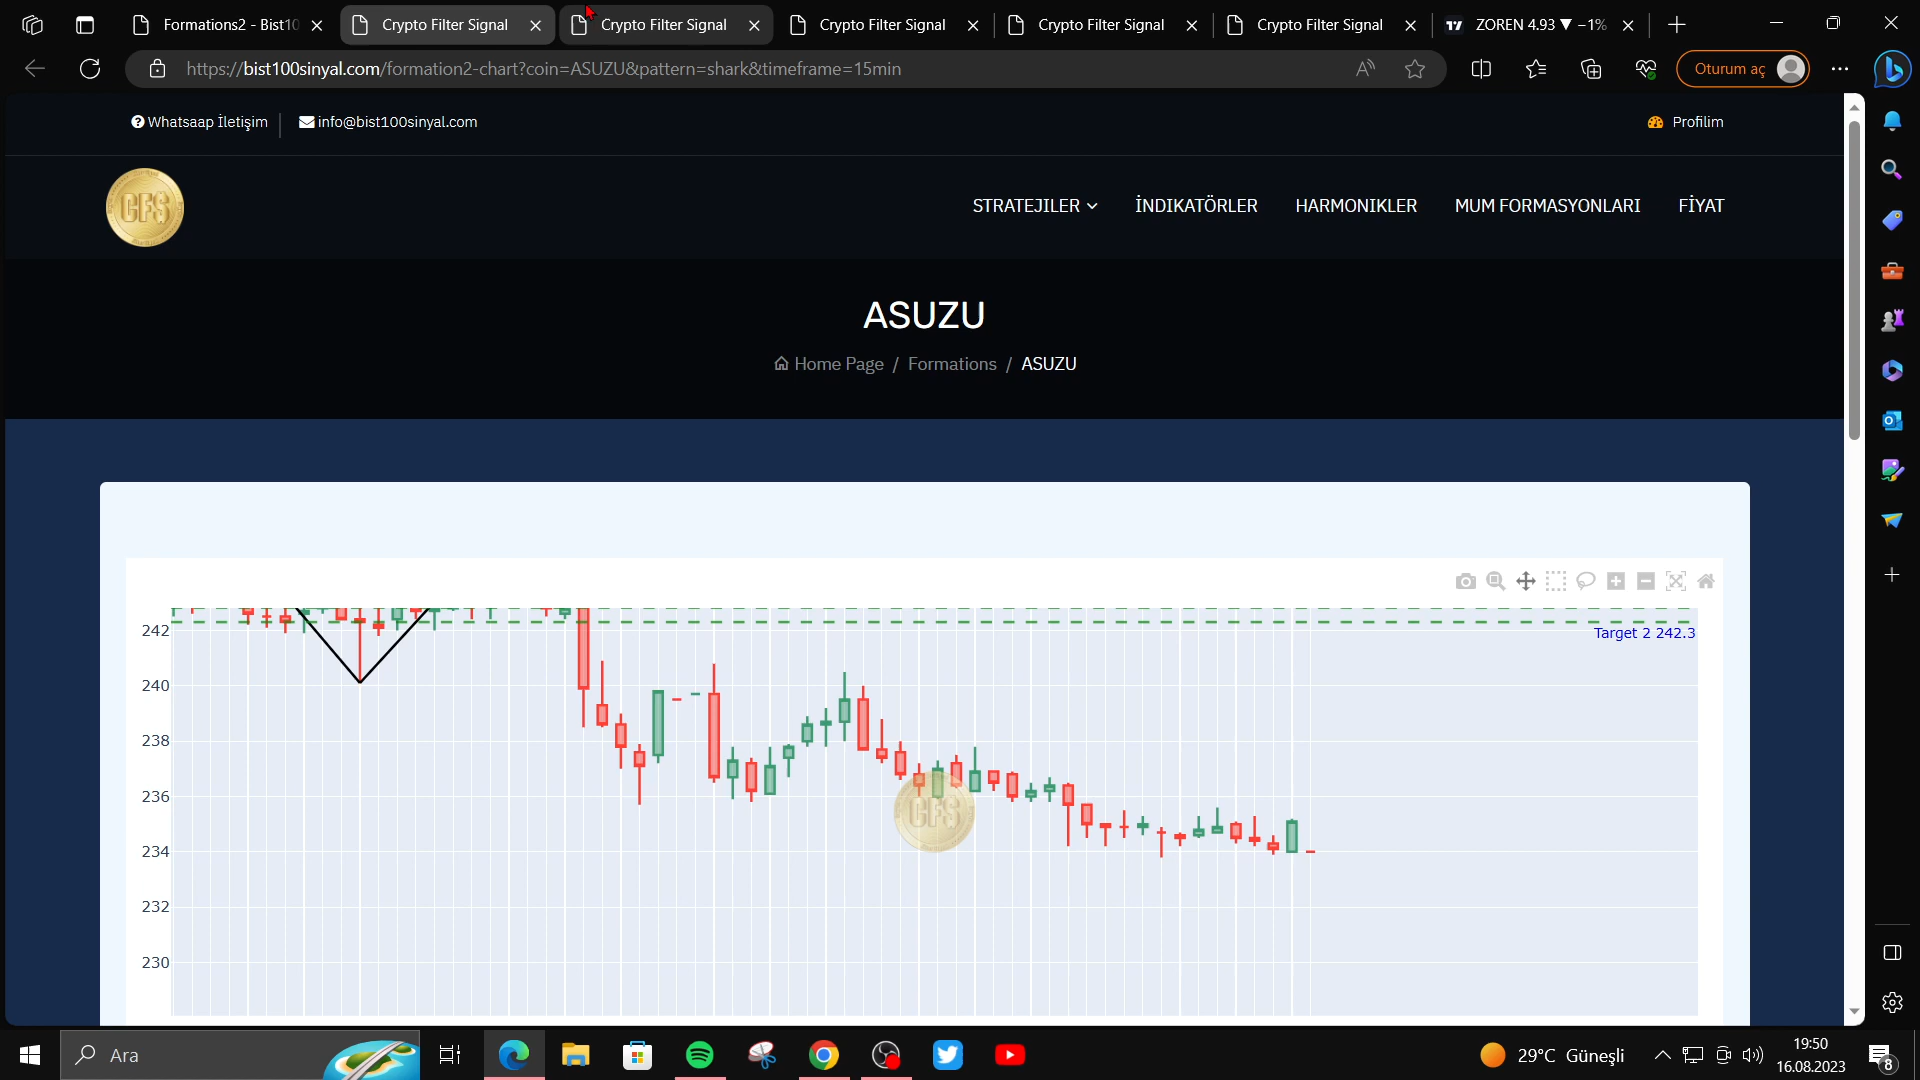 Formations2 - Bist10
Crypto Filter Signal
Crypto Filter Signal
Crypto Filter Signal
Crypto Filter Signal
Crypto Filter Signal
ZOREN 4.93 ▼ −1%
https://bist100sinyal.com/formation2-chart?coin=ASUZU&pattern=shark&timeframe=15min
Oturum aç
Whatsaap İletişim
info@bist100sinyal.com
Profilim
CFS
STRATEJILER
İNDIKATÖRLER
HARMONIKLER
MUM FORMASYONLARI
FİYAT
ASUZU
Home Page / Formations / ASUZU
242
240
238
236
234
232
230
Target 2 242.3
CFS
Ara
29°C Güneşli
19:50
16.08.2023
8